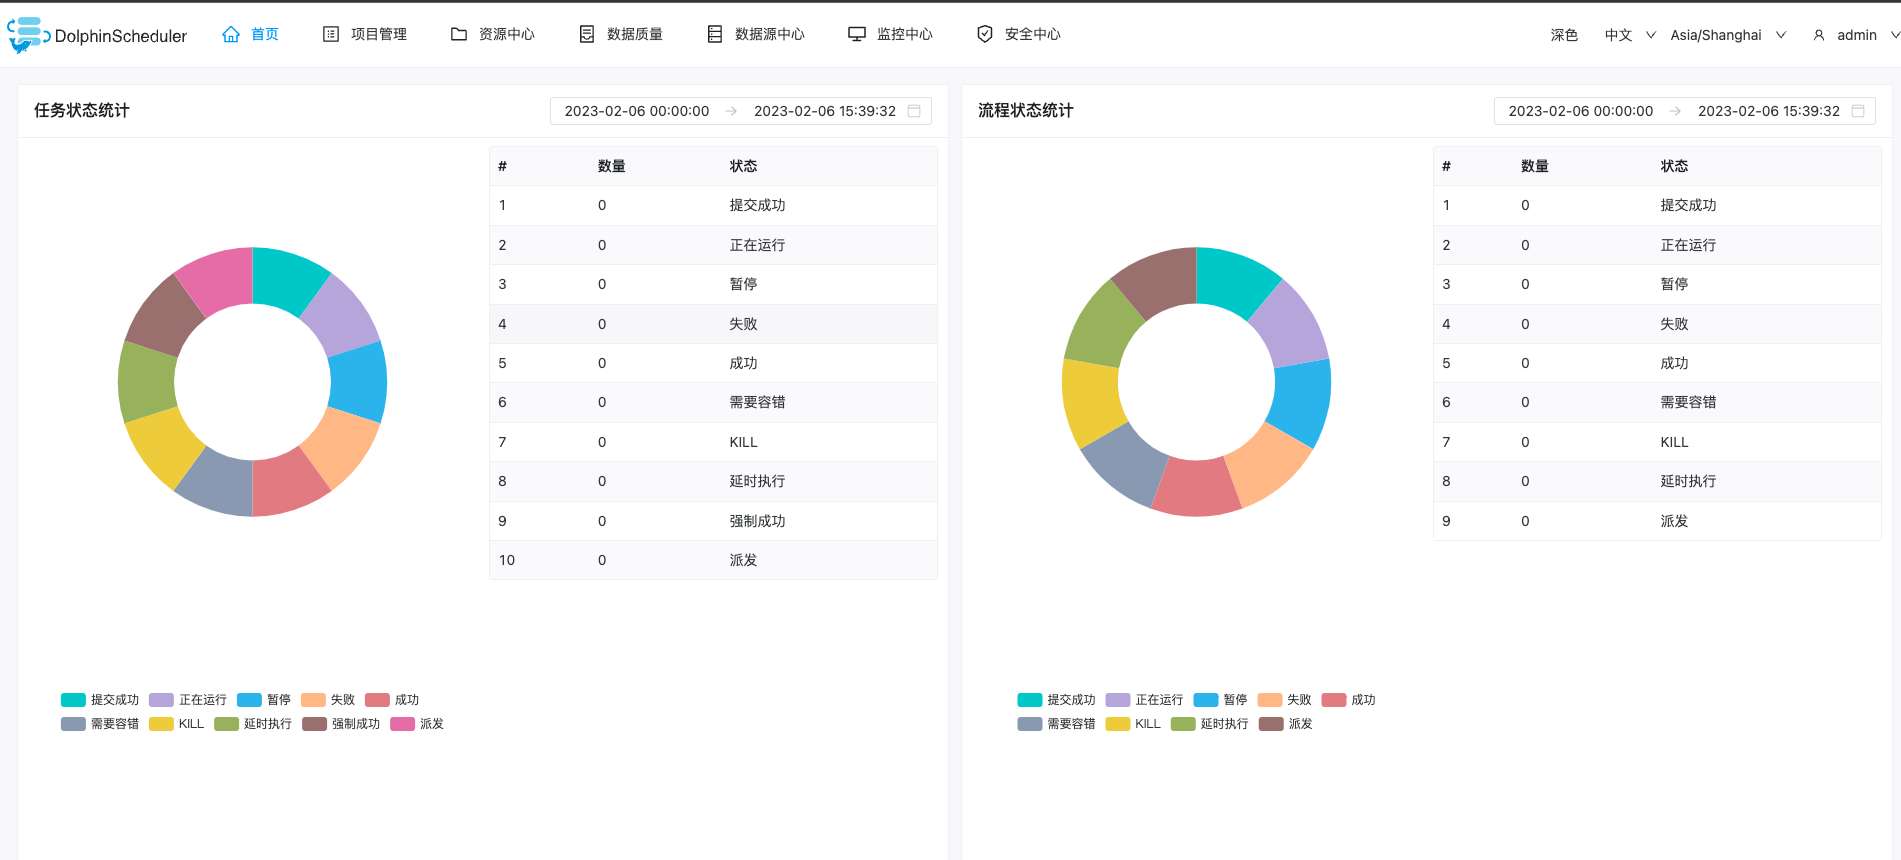 DolphinScheduler 首页 项目管理 资源中心 数据质量 数据源中心 监控中心 安全中心 深色 中文 Asia/Shanghai admin
任务状态统计 2023-02-06 00:00:00 → 2023-02-06 15:39:32
# 数量 状态
1 0 提交成功
2 0 正在运行
3 0 暂停
4 0 失败
5 0 成功
6 0 需要容错
7 0 KILL
8 0 延时执行
9 0 强制成功
10 0 派发
提交成功 正在运行 暂停 失败 成功
需要容错 KILL 延时执行 强制成功 派发
流程状态统计 2023-02-06 00:00:00 → 2023-02-06 15:39:32
# 数量 状态
1 0 提交成功
2 0 正在运行
3 0 暂停
4 0 失败
5 0 成功
6 0 需要容错
7 0 KILL
8 0 延时执行
9 0 派发
提交成功 正在运行 暂停 失败 成功
需要容错 KILL 延时执行 派发